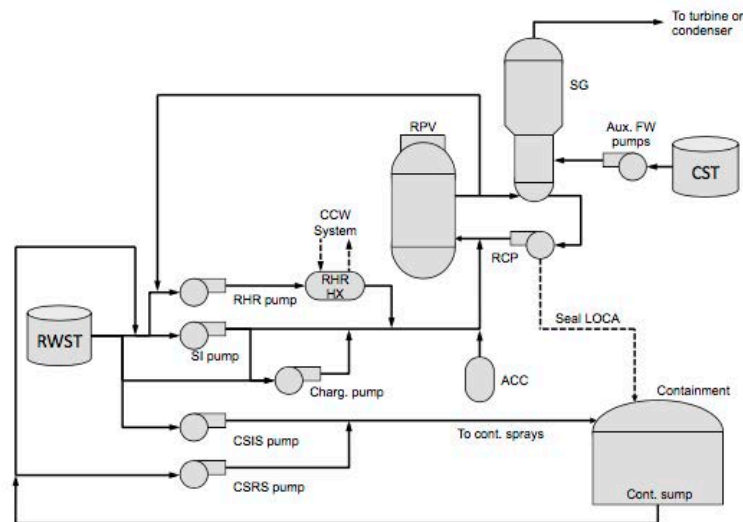 To turbine or
condenser
SG
RPV
Aux. FW
pumps
CST
CCW
System
RCP
RHR
HX
RHR pump
Seal LOCA
RWST
SI pump
Charg. pump
ACC
Containment
CSIS pump
To cont. sprays
CSRS pump
Cont. sump